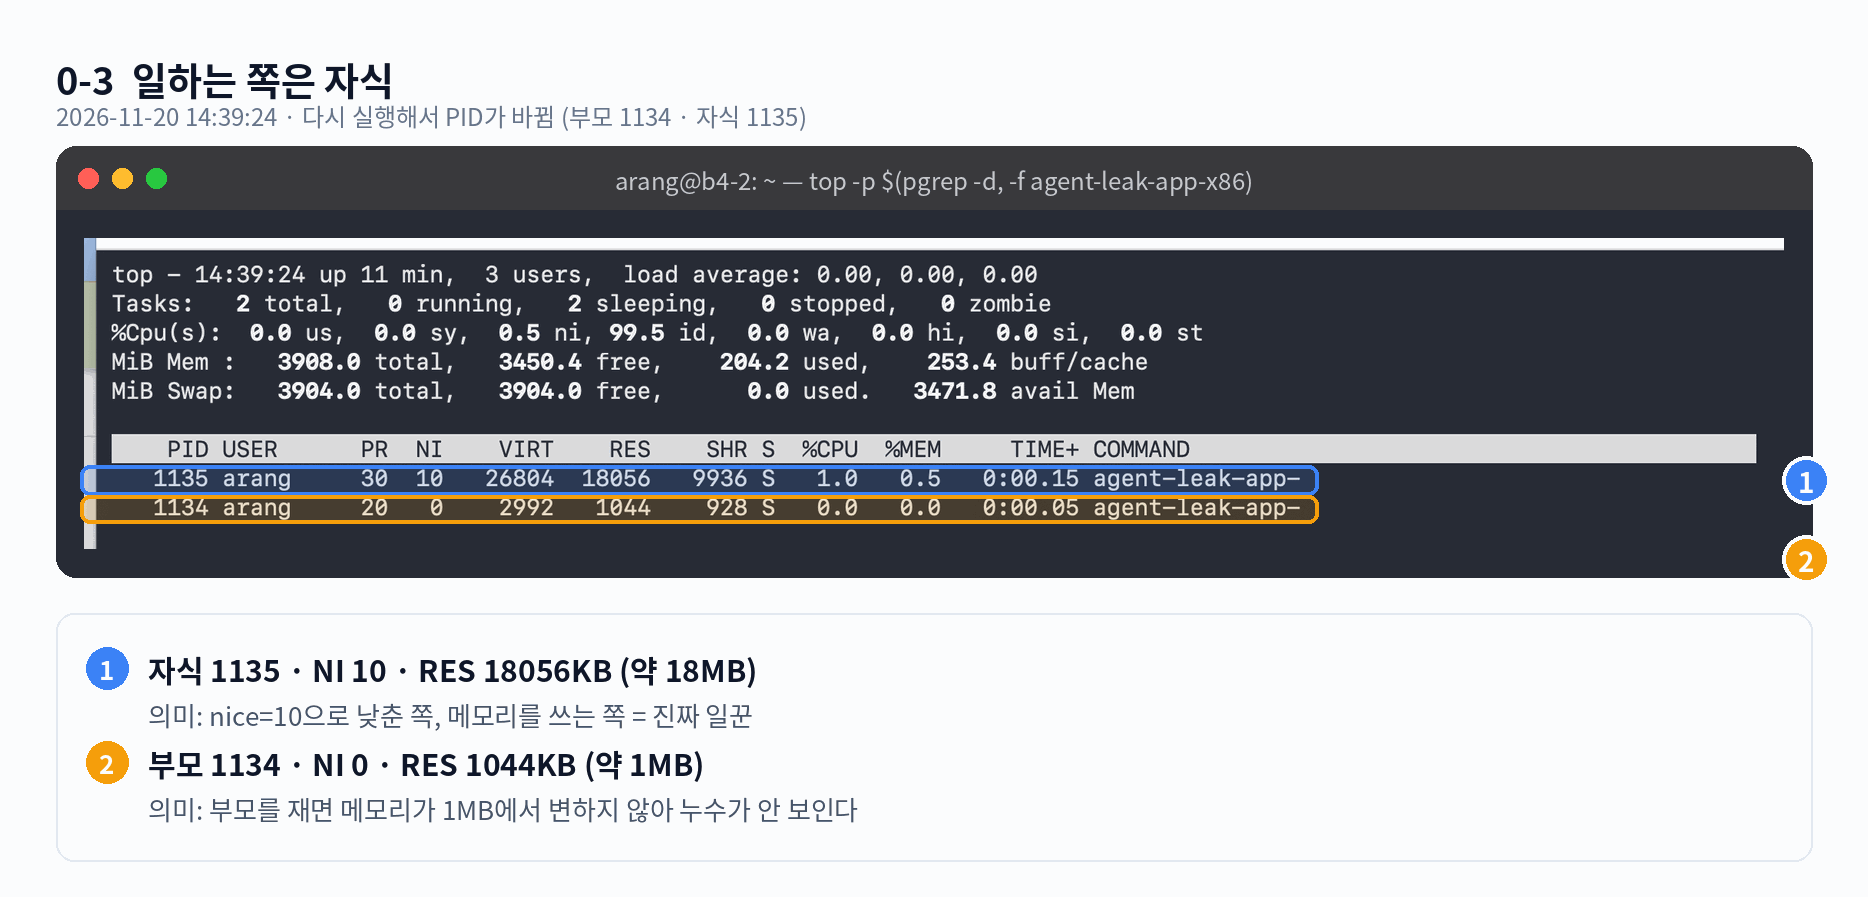 0-3 일하는 쪽은 자식
2026-11-20 14:39:24 · 다시 실행해서 PID가 바뀜 (부모 1134 · 자식 1135)
arang@b4-2: ~ — top -p $(pgrep -d, -f agent-leak-app-x86)
top – 14:39:24 up 11 min,  3 users,  load average: 0.00, 0.00, 0.00
Tasks:   2 total,   0 running,   2 sleeping,   0 stopped,   0 zombie
%Cpu(s):  0.0 us,  0.0 sy,  0.5 ni, 99.5 id,  0.0 wa,  0.0 hi,  0.0 si,  0.0 st
MiB Mem :   3908.0 total,   3450.4 free,    204.2 used,    253.4 buff/cache
MiB Swap:   3904.0 total,   3904.0 free,      0.0 used.   3471.8 avail Mem
PID USER      PR  NI    VIRT    RES    SHR S  %CPU  %MEM     TIME+ COMMAND
1135 arang     30  10   26804  18056   9936 S   1.0   0.5   0:00.15 agent–leak–app–
1134 arang     20   0    2992   1044    928 S   0.0   0.0   0:00.05 agent–leak–app–
1
2
1 자식 1135 · NI 10 · RES 18056KB (약 18MB)
의미: nice=10으로 낮춘 쪽, 메모리를 쓰는 쪽 = 진짜 일꾼
2 부모 1134 · NI 0 · RES 1044KB (약 1MB)
의미: 부모를 재면 메모리가 1MB에서 변하지 않아 누수가 안 보인다